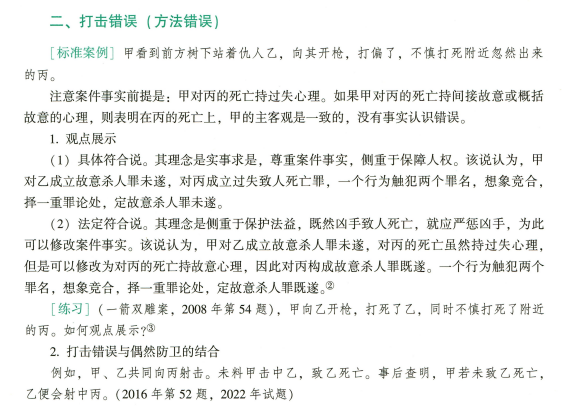 二、打击错误（方法错误）
［标准案例］甲看到前方树下站着仇人乙，向其开枪，打偏了，不慎打死附近忽然出来
的丙。
注意案件事实前提是：甲对丙的死亡持过失心理。如果甲对丙的死亡持间接故意或概括
故意的心理，则表明在丙的死亡上，甲的主客观是一致的，没有事实认识错误。
1. 观点展示
（1）具体符合说。其理念是实事求是，尊重案件事实，侧重于保障人权。该说认为，甲
对乙成立故意杀人罪未遂，对丙成立过失致人死亡罪，一个行为触犯两个罪名，想象竞合，
择一重罪论处，定故意杀人罪未遂。
（2）法定符合说。其理念是侧重于保护法益，既然凶手致人死亡，就应严惩凶手，为此
可以修改案件事实。该说认为，甲对乙成立故意杀人罪未遂，对丙的死亡虽然持过失心理，
但是可以修改为对丙的死亡持故意心理，因此对丙构成故意杀人罪既遂。一个行为触犯两个
罪名，想象竞合，择一重罪论处，定故意杀人罪既遂。②
［练习］（一箭双雕案，2008 年第 54 题），甲向乙开枪，打死了乙，同时不慎打死了附近
的丙。如何观点展示?③
2. 打击错误与偶然防卫的结合
例如，甲、乙共同向丙射击。未料甲击中乙，致乙死亡。事后查明，甲若未致乙死亡，
乙便会射中丙。（2016 年第 52 题，2022 年试题）